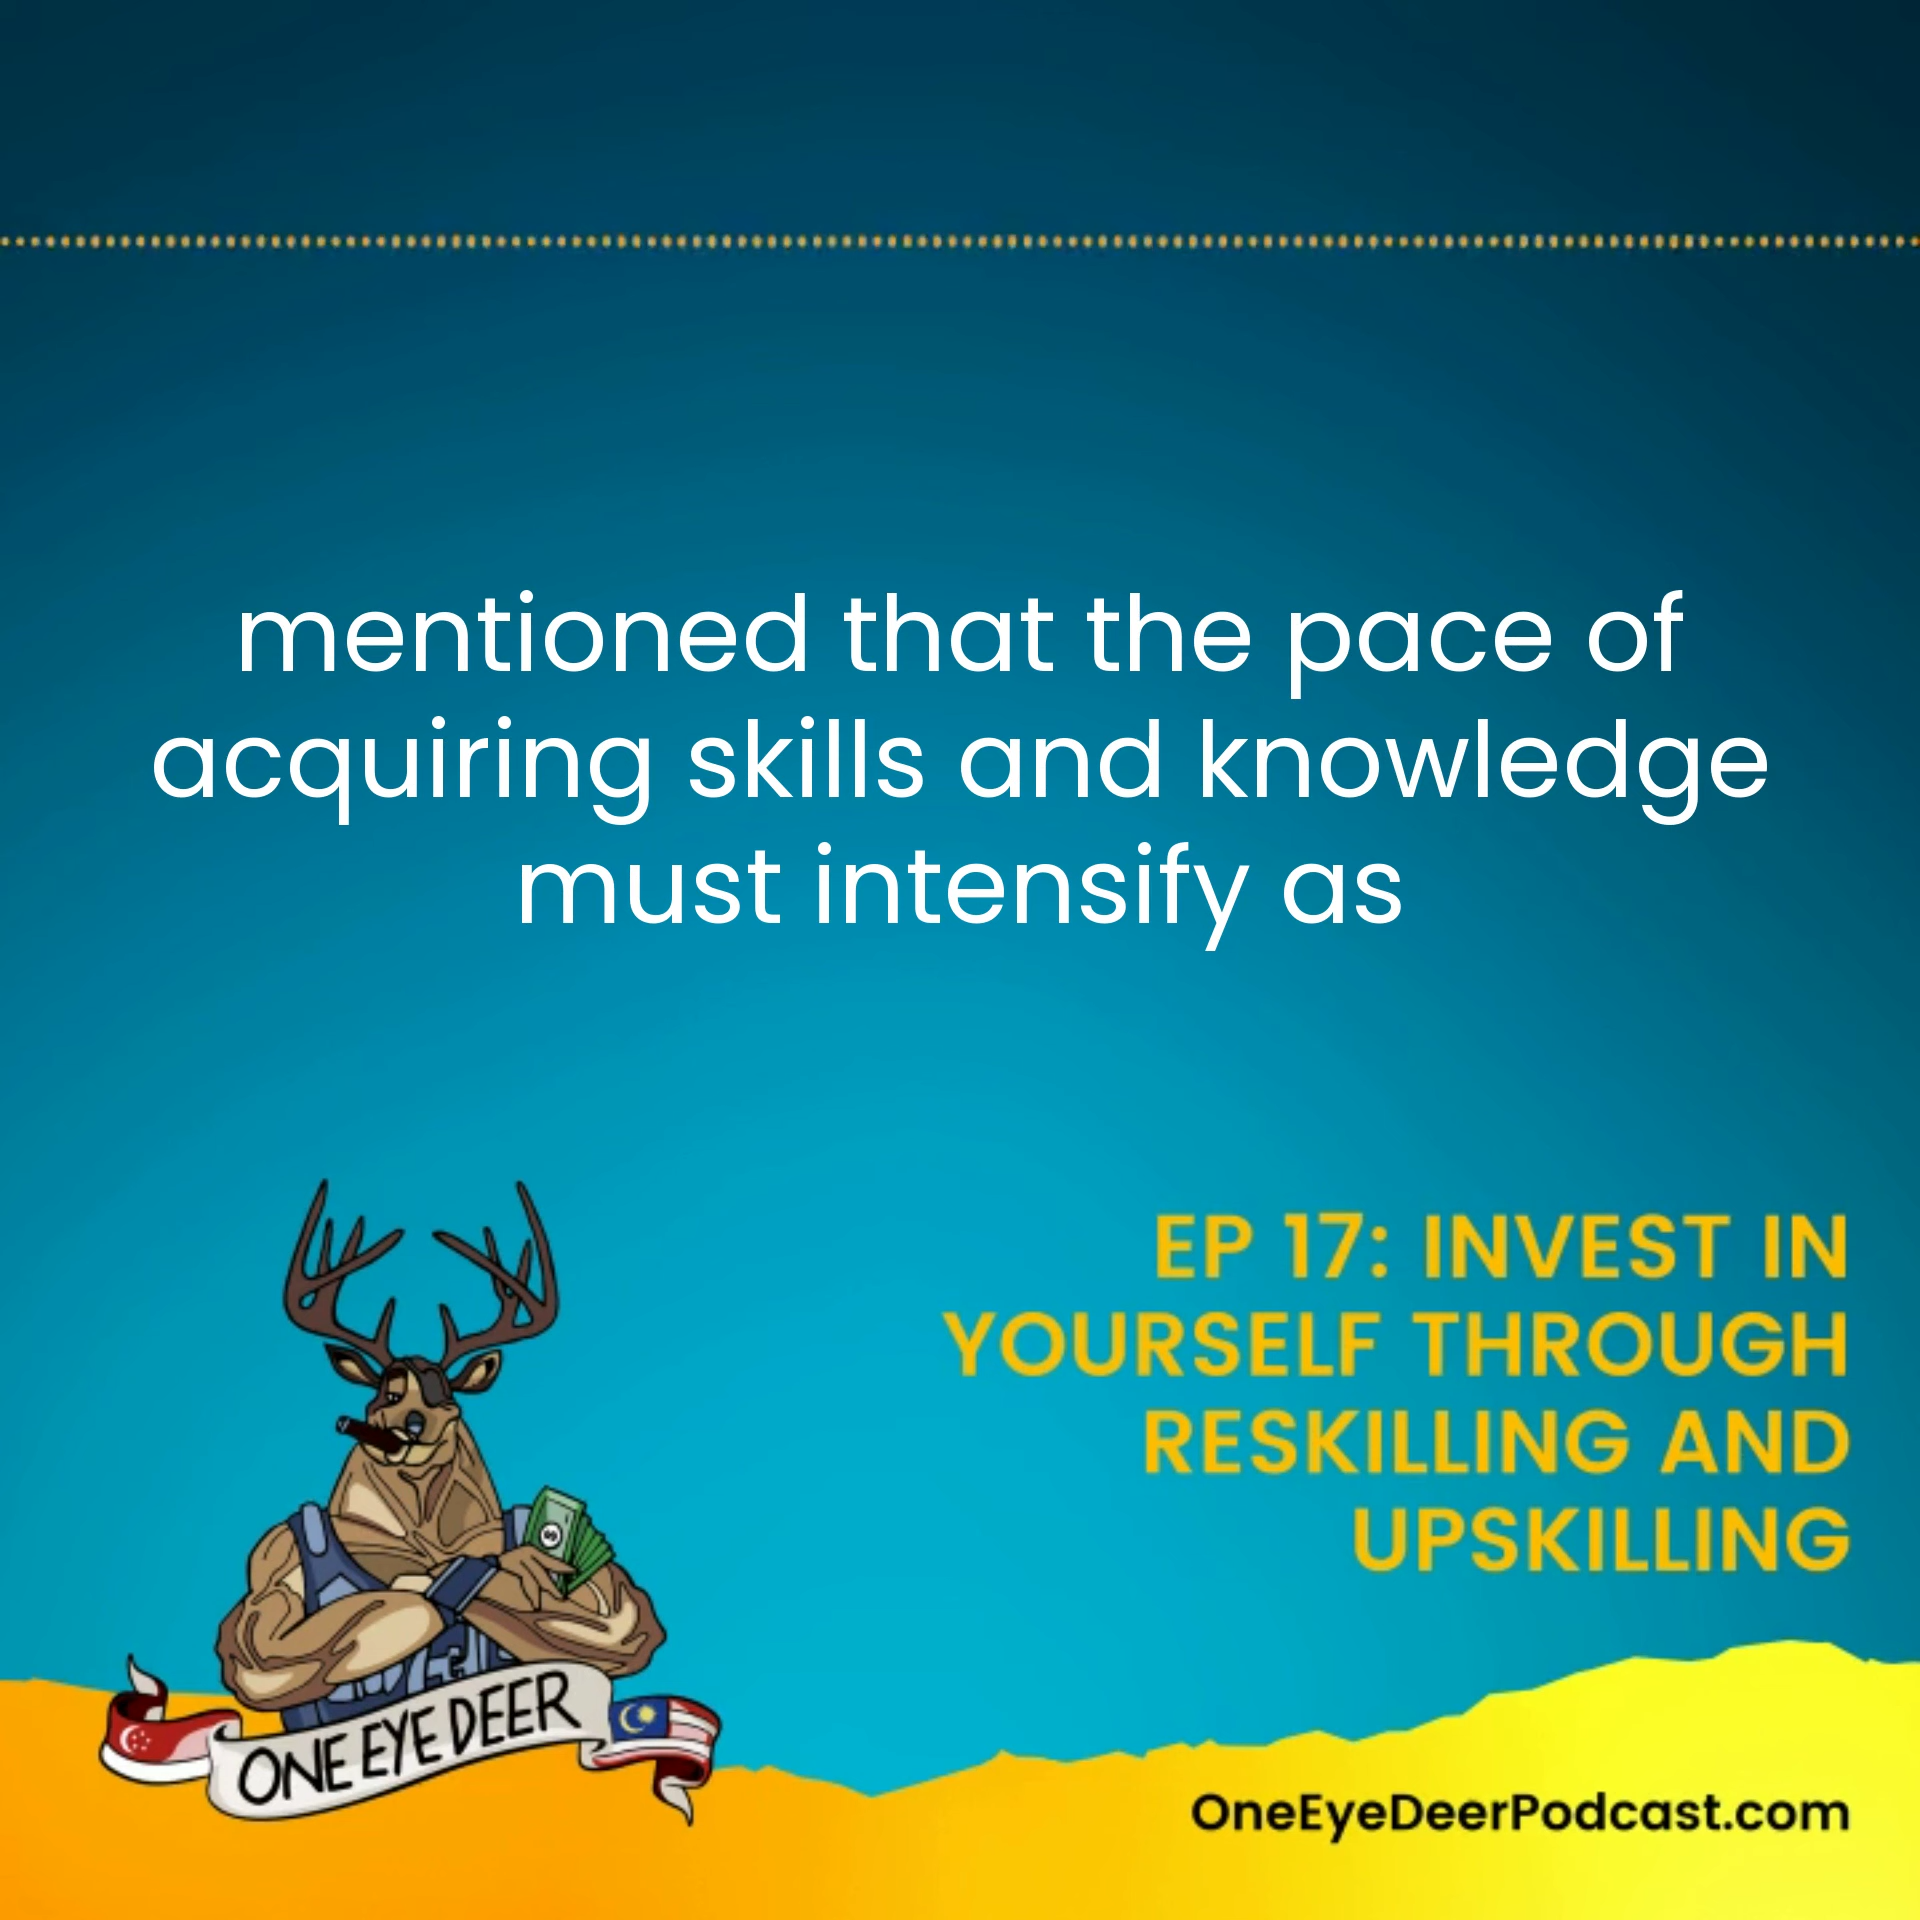 mentioned that the pace of
acquiring skills and knowledge
must intensify as
EP 17: INVEST IN
YOURSELF THROUGH
RESKILLING AND
UPSKILLING
ONE EYE DEER
OneEyeDeerPodcast.com